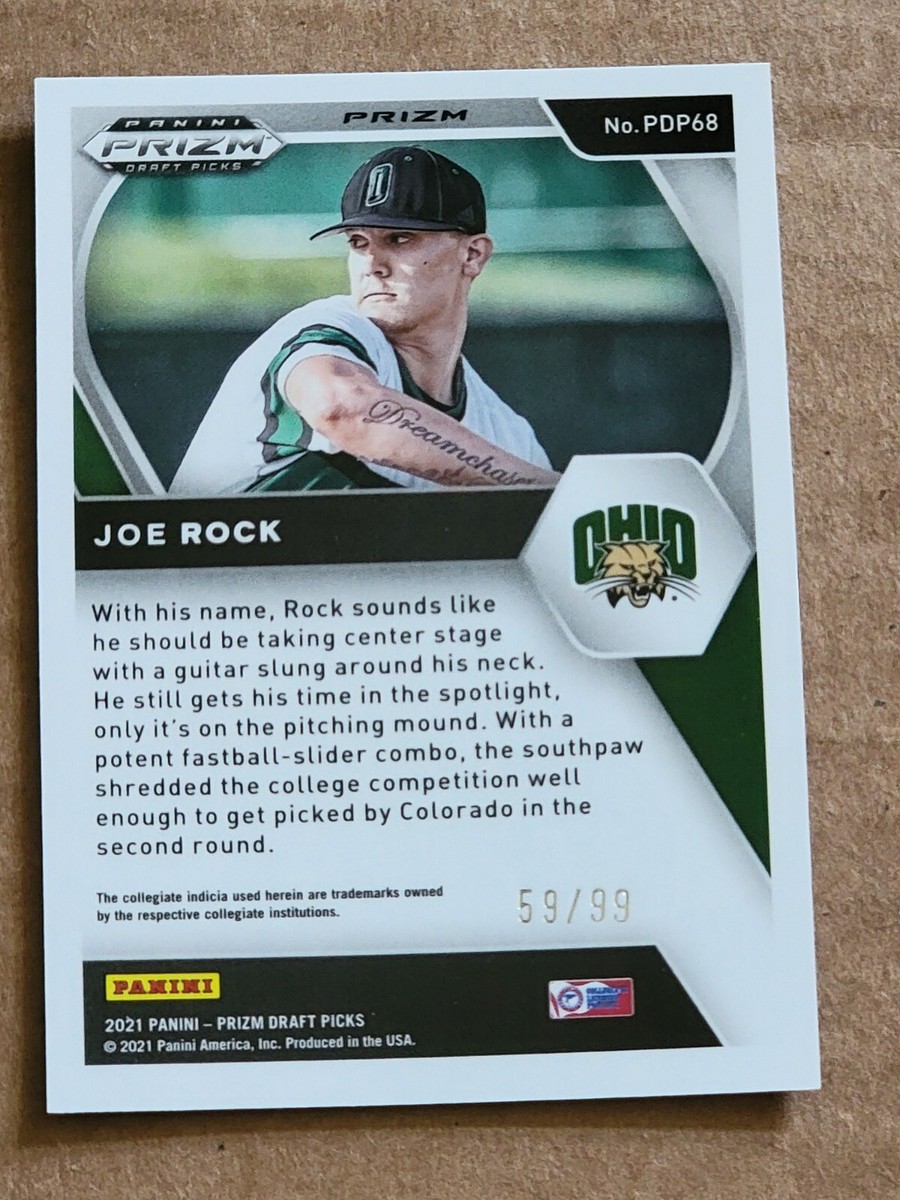 PANINI
PRIZM
DRAFT PICKS
PRIZM
No. PDP68
Dreamchase
JOE ROCK
OHIO
With his name, Rock sounds like
he should be taking center stage
with a guitar slung around his neck.
He still gets his time in the spotlight,
only it's on the pitching mound. With a
potent fastball-slider combo, the southpaw
shredded the college competition well
enough to get picked by Colorado in the
second round.
The collegiate indicia used herein are trademarks owned
by the respective collegiate institutions.
59/99
PANINI
2021 PANINI – PRIZM DRAFT PICKS
© 2021 Panini America, Inc. Produced in the USA.